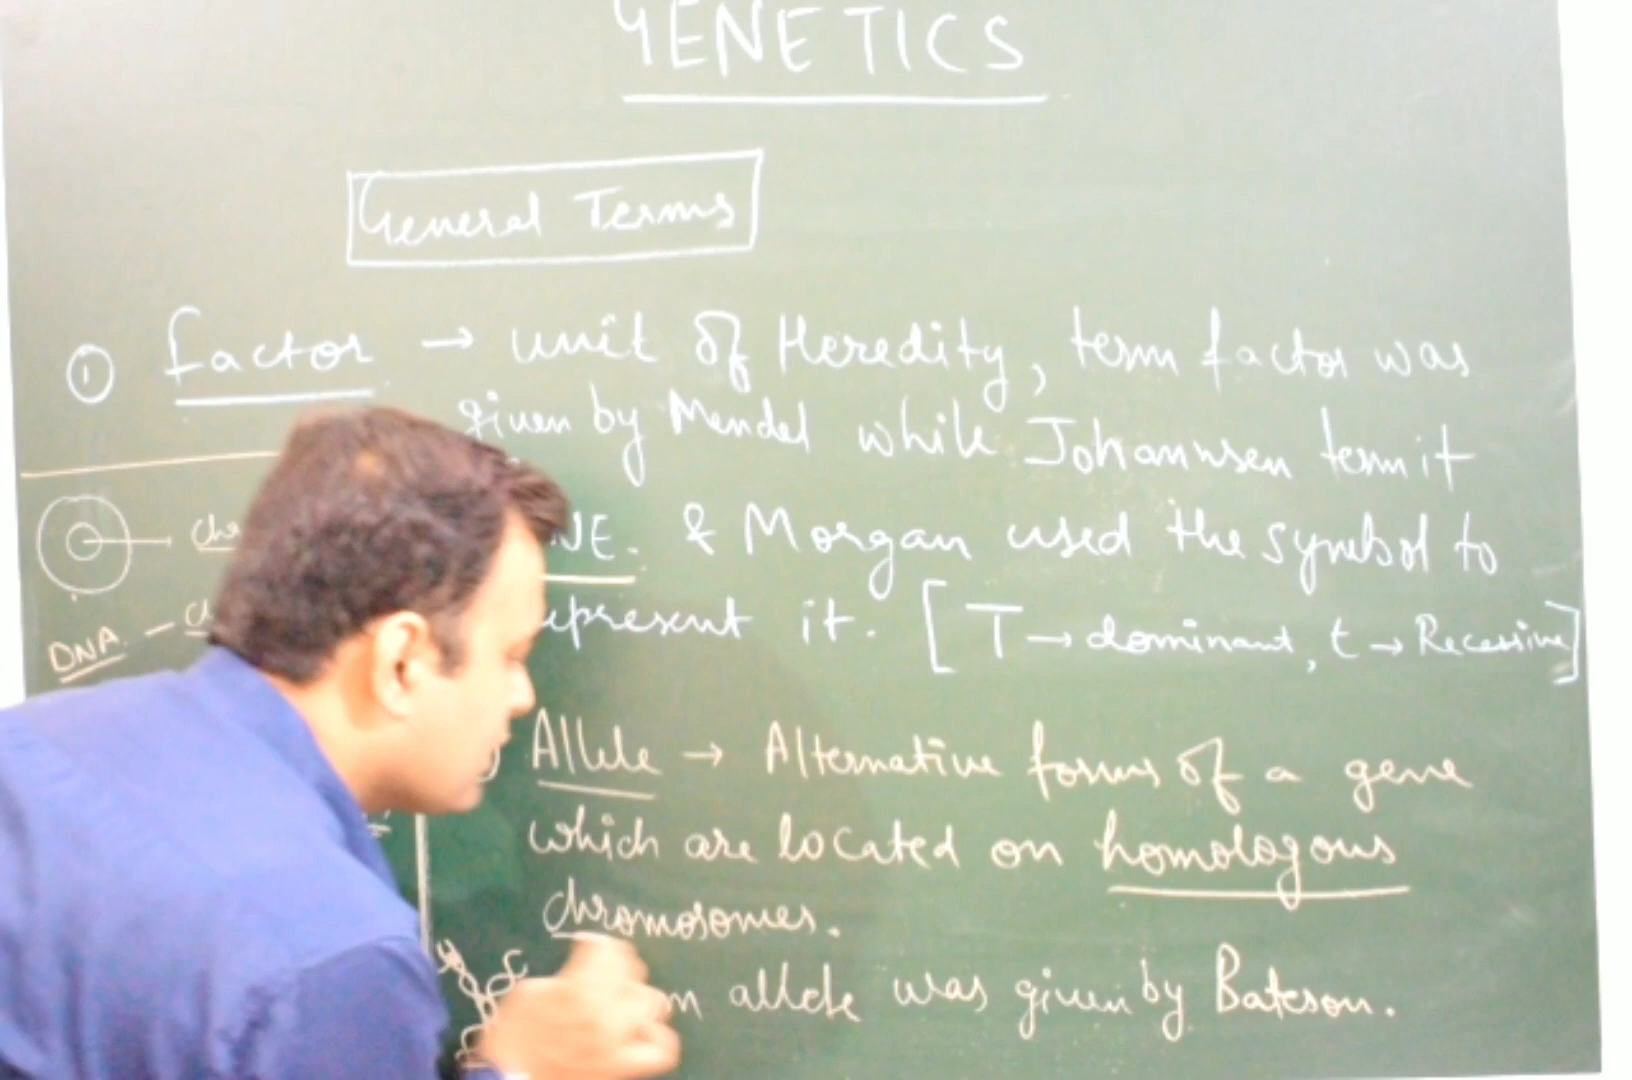 GENETICS
General Terms
① factor → unit of Heredity, term factor was
given by Mendel while Johannsen term it
NE. & Morgan used the symbol to
epresent it. [T → dominant, t → Recessive]
DNA. -
Allele → Alternative forms of a gene
which are located on homologous
chromosomes.
m allele was given by Bateson.